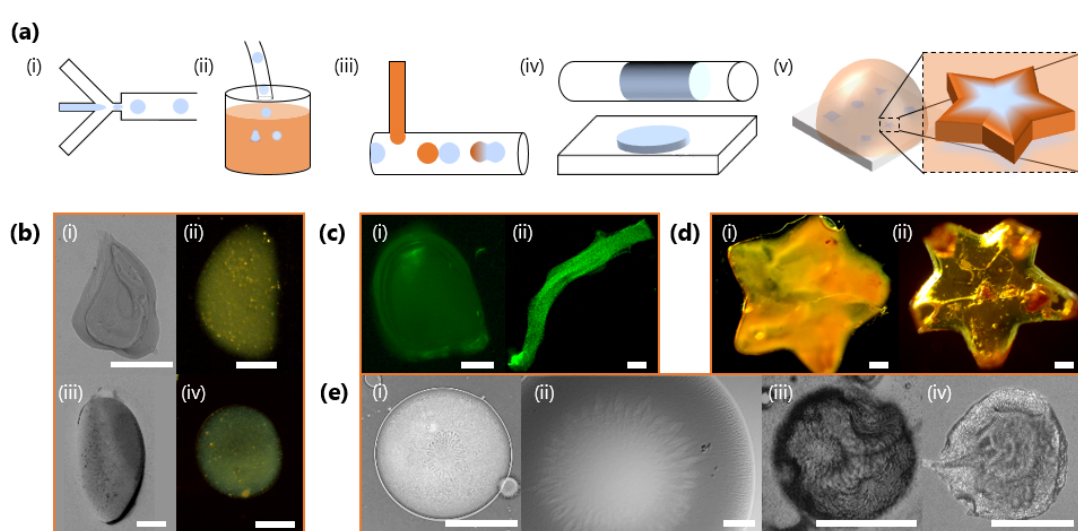 (a)
(i) (ii) (iii) (iv) (v)
(b) (i) (ii) (c) (i) (ii) (d) (i) (ii)
(iii) (iv) (e) (i) (ii) (iii) (iv)